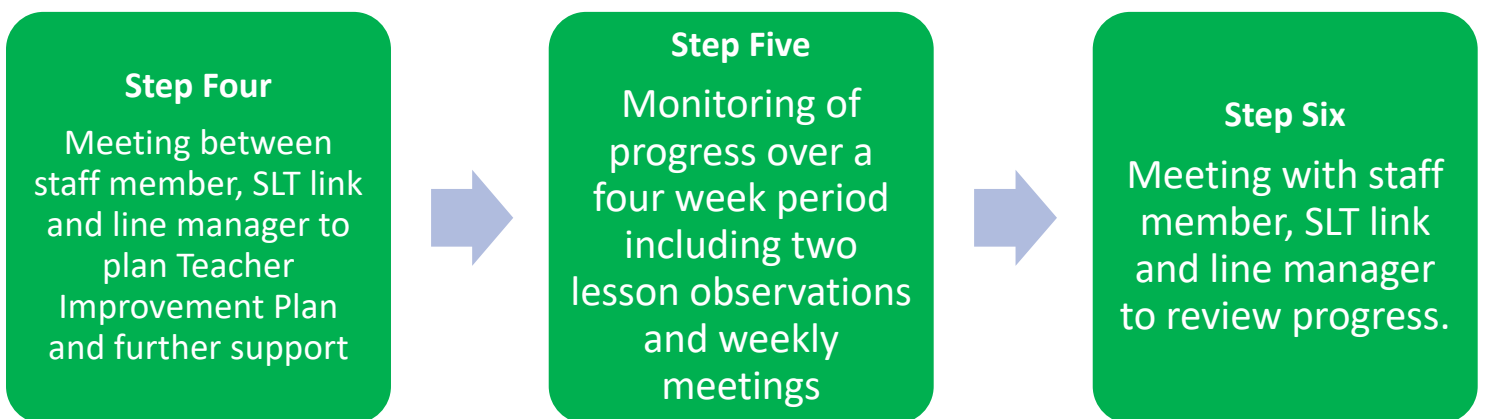 Step Four
Meeting between
staff member, SLT link
and line manager to
plan Teacher
Improvement Plan
and further support
Step Five
Monitoring of
progress over a
four week period
including two
lesson observations
and weekly
meetings
Step Six
Meeting with staff
member, SLT link
and line manager
to review progress.